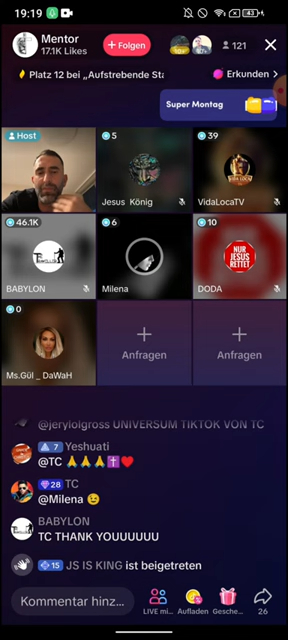 19:19
43
Mentor
17.1K Likes
+ Folgen
121
Platz 12 bei „Aufstrebende Sta
Erkunden >
Super Montag
Host
5
Jesus König
39
VidaLocaTV
46.1K
BABYLON
6
Milena
10
NUR
JESUS
RETTET
DODA
0
Ms.Gül _ DaWaH
Anfragen
Anfragen
@jerylolgross UNIVERSUM TIKTOK VON TC
7 Yeshuati
@TC 🙏🙏🙏✝️❤️
28 TC
@Milena 😉
BABYLON
TC THANK YOUUUUUU
15 JS IS KING ist beigetreten
Kommentar hinz...
LIVE mi...
Aufladen
Gesche...
26